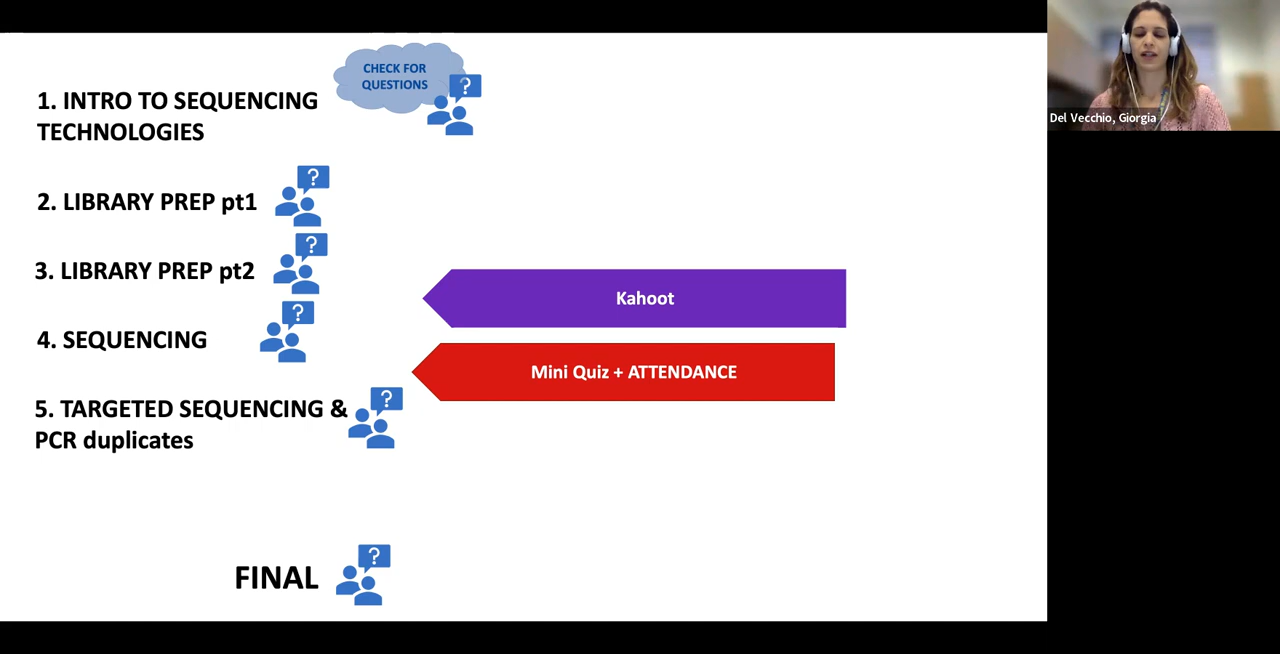 CHECK FOR
QUESTIONS
?
1. INTRO TO SEQUENCING
TECHNOLOGIES
?
2. LIBRARY PREP pt1
?
3. LIBRARY PREP pt2
Kahoot
?
4. SEQUENCING
Mini Quiz + ATTENDANCE
?
5. TARGETED SEQUENCING &
PCR duplicates
?
FINAL
Del Vecchio, Giorgia